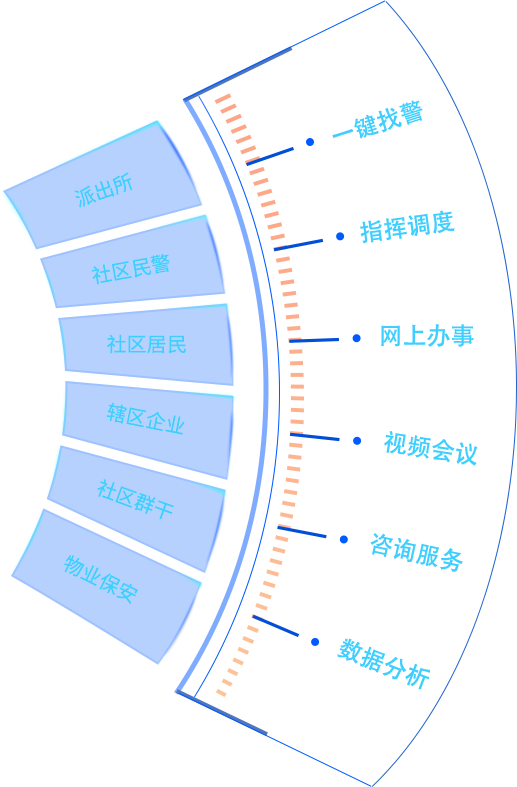 派出所
社区民警
社区居民
辖区企业
社区群干
物业保安
一键找警
指挥调度
网上办事
视频会议
咨询服务
数据分析